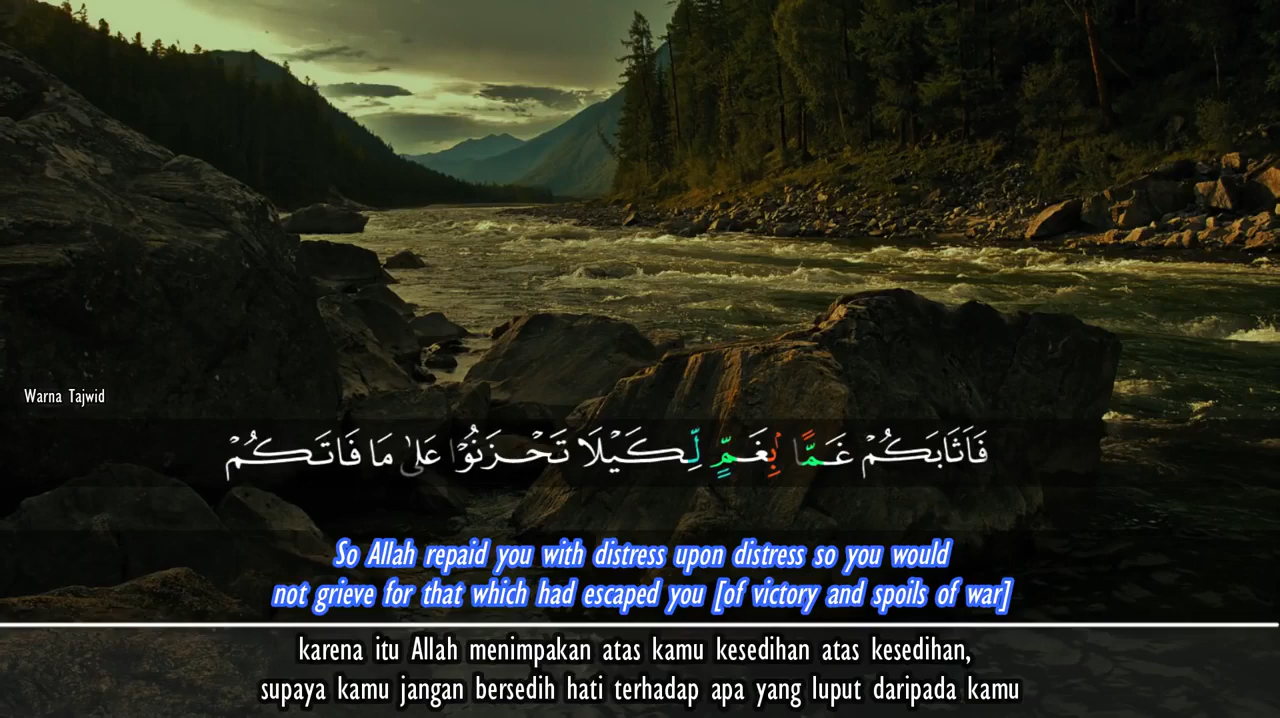 Warna Tajwid
فَاَثَابَكُمْ غَمًّاۢ بِغَمٍّ لِّكَيْلَا تَحْزَنُوْا عَلٰى مَا فَاتَكُمْ
So Allah repaid you with distress upon distress so you would
not grieve for that which had escaped you [of victory and spoils of war]
karena itu Allah menimpakan atas kamu kesedihan atas kesedihan,
supaya kamu jangan bersedih hati terhadap apa yang luput daripada kamu